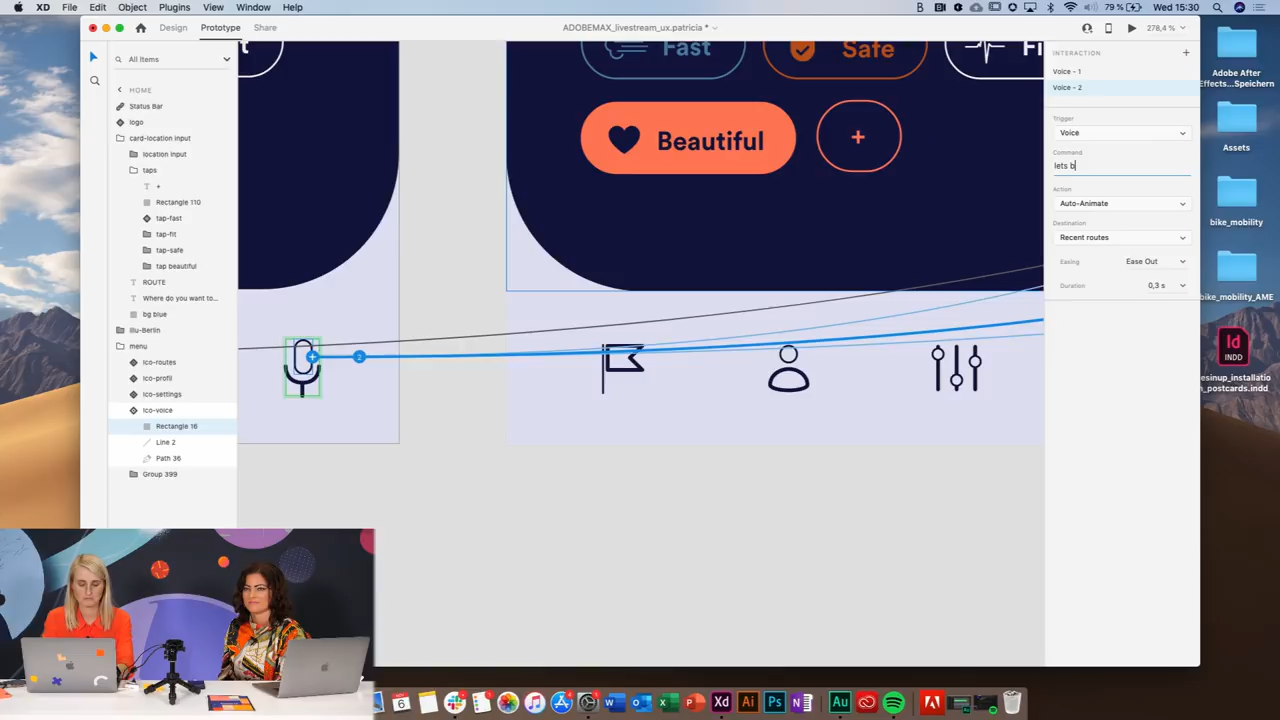 XD File Edit Object Plugins View Window Help
79 % Wed 15:30
Design Prototype Share
ADOBEMAX_livestream_ux.patricia *
278,4 %
All Items
HOME
Status Bar
logo
card-location input
location input
taps
+
Rectangle 110
tap-fast
tap-fit
tap-safe
tap beautiful
ROUTE
Where do you want to...
bg blue
illu-Berlin
menu
ico-routes
ico-profil
ico-settings
ico-voice
Rectangle 16
Line 2
Path 36
Group 399
Fast
Safe
Beautiful
+
2
INTERACTION
Voice - 1
Voice - 2
Trigger
Voice
Command
lets b
Action
Auto-Animate
Destination
Recent routes
Easing Ease Out
Duration 0,3 s
Adobe After
Effects...Speichern
Assets
bike_mobility
bike_mobility_AME
INDD